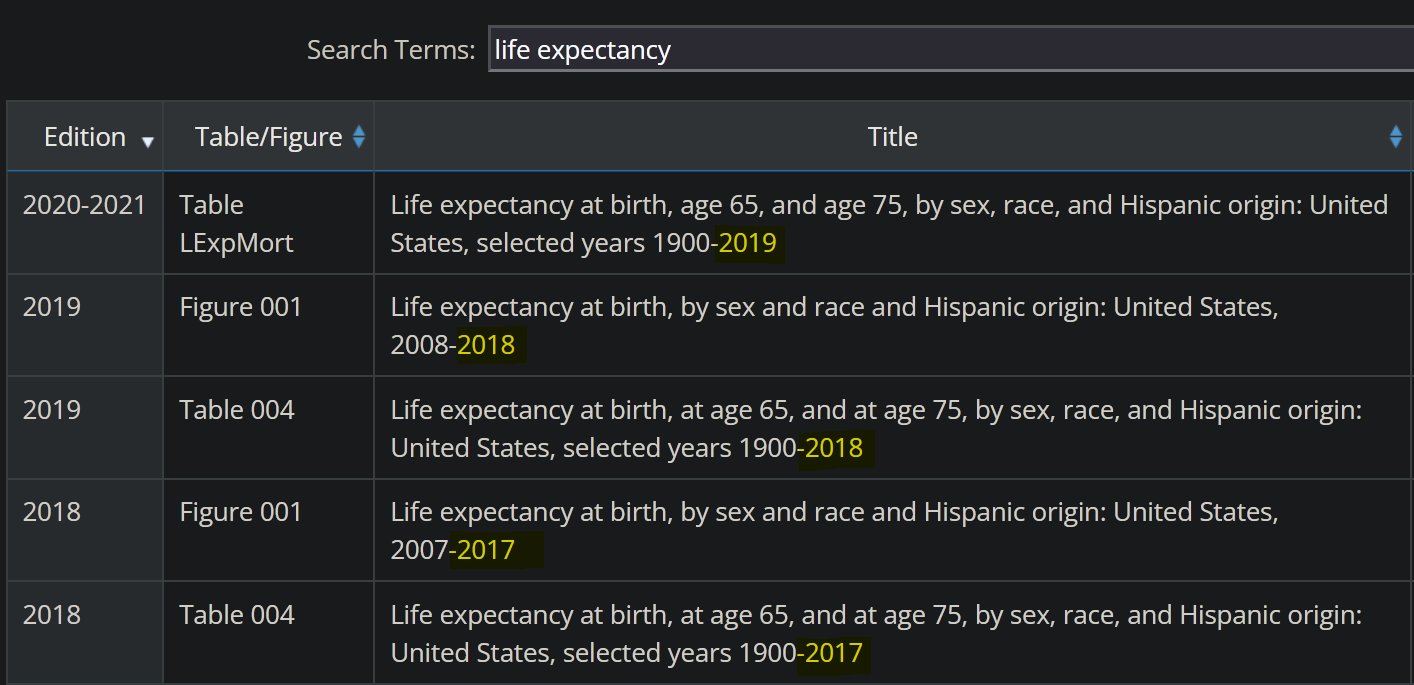 Search Terms: life expectancy
Edition Table/Figure Title
2020-2021 Table Life expectancy at birth, age 65, and age 75, by sex, race, and Hispanic origin: United
LExpMort States, selected years 1900-2019
2019 Figure 001 Life expectancy at birth, by sex and race and Hispanic origin: United States,
2008-2018
2019 Table 004 Life expectancy at birth, at age 65, and at age 75, by sex, race, and Hispanic origin:
United States, selected years 1900-2018
2018 Figure 001 Life expectancy at birth, by sex and race and Hispanic origin: United States,
2007-2017
2018 Table 004 Life expectancy at birth, at age 65, and at age 75, by sex, race, and Hispanic origin:
United States, selected years 1900-2017